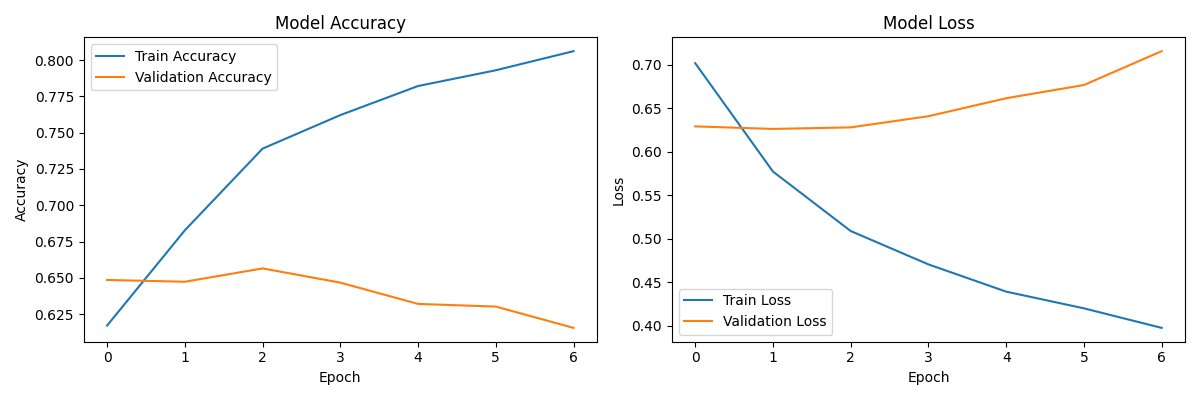 Model Accuracy
Train Accuracy
Validation Accuracy
0.800
0.775
0.750
0.725
0.700
0.675
0.650
0.625
Accuracy
0 1 2 3 4 5 6
Epoch
Model Loss
0.70
0.65
0.60
0.55
0.50
0.45
0.40
Loss
Train Loss
Validation Loss
0 1 2 3 4 5 6
Epoch